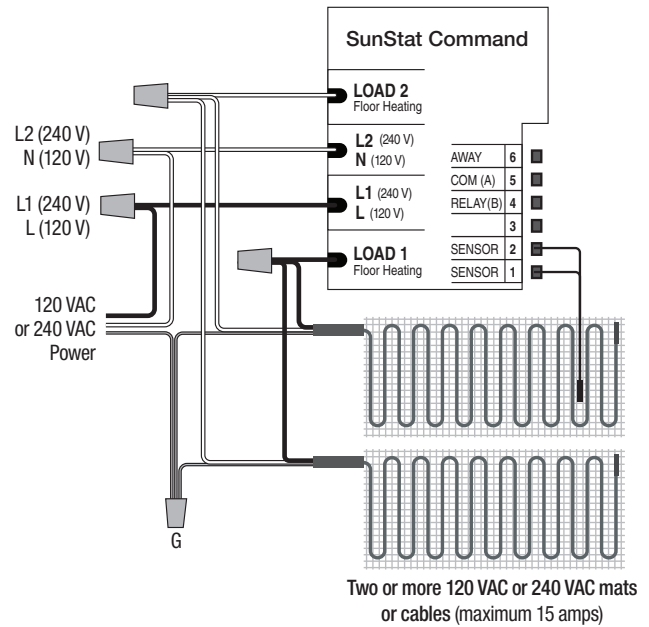 SunStat Command
LOAD 2
Floor Heating
L2 (240 V)
N (120 V)
L2 (240 V)
N (120 V)
L1 (240 V)
L (120 V)
L1 (240 V)
L (120 V)
LOAD 1
Floor Heating
AWAY 6
COM (A) 5
RELAY(B) 4
3
SENSOR 2
SENSOR 1
120 VAC
or 240 VAC
Power
G
Two or more 120 VAC or 240 VAC mats
or cables (maximum 15 amps)